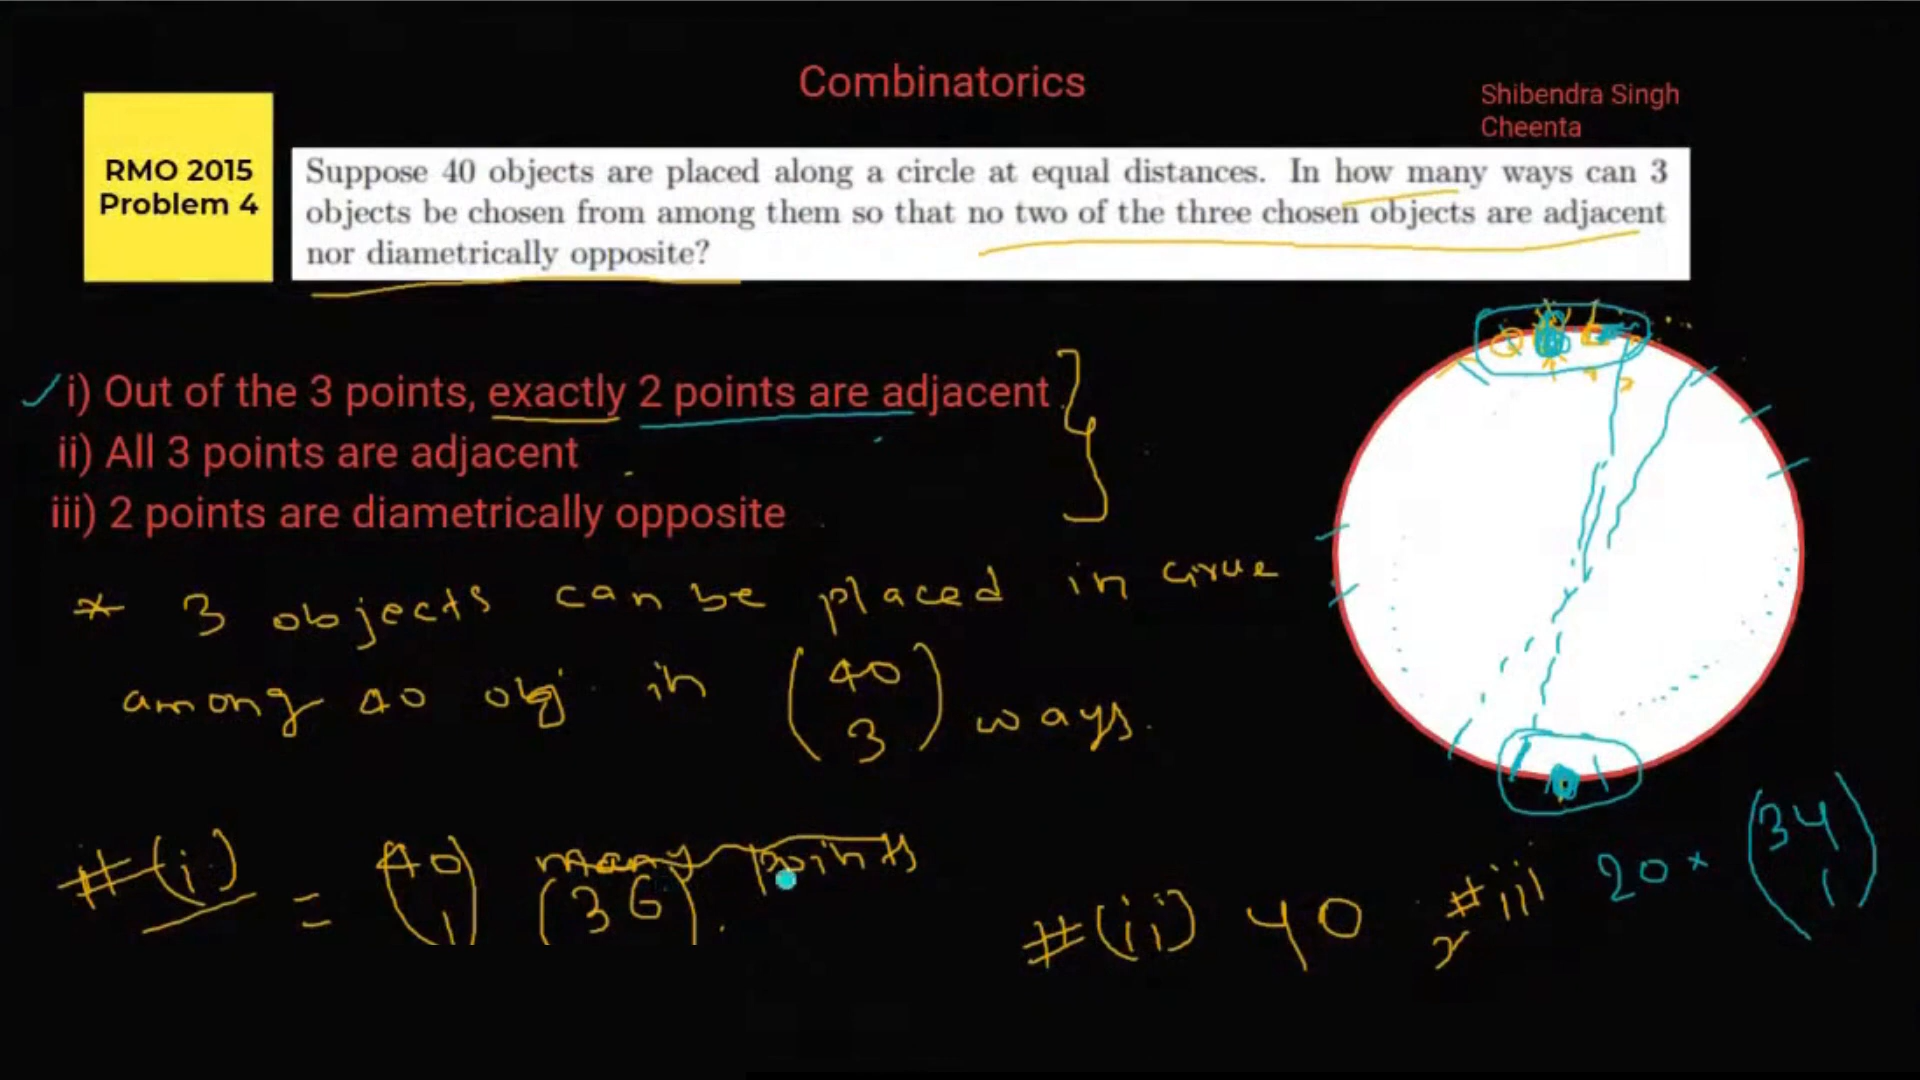 Combinatorics
Shibendra Singh
Cheenta
RMO 2015
Problem 4
Suppose 40 objects are placed along a circle at equal distances. In how many ways can 3
objects be chosen from among them so that no two of the three chosen objects are adjacent
nor diametrically opposite?
i) Out of the 3 points, exactly 2 points are adjacent
ii) All 3 points are adjacent
iii) 2 points are diametrically opposite
* 3 objects can be placed in
among 40 obj in (40 3) ways.
#(i) = (40 1) (36) many points
#(ii) 40
#iii 20 × (34 1)